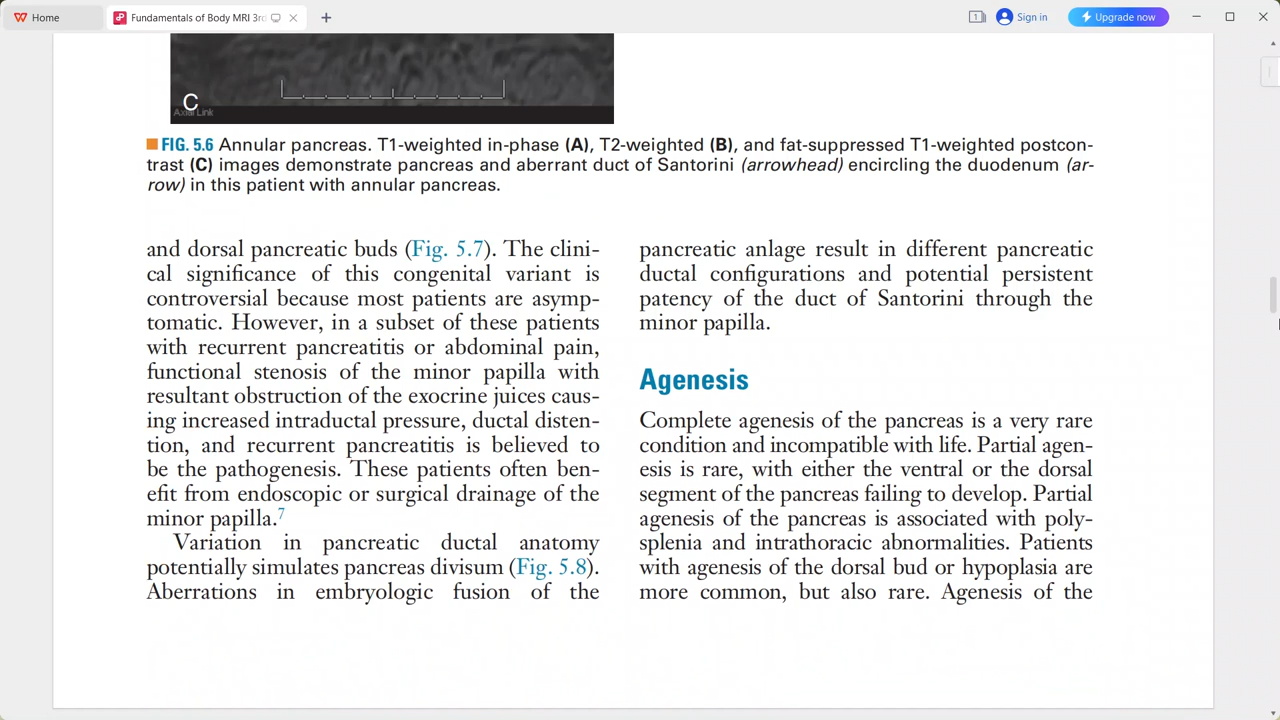 Home
Fundamentals of Body MRI 3rd
Sign in
Upgrade now
C
Axial Link
FIG. 5.6 Annular pancreas. T1-weighted in-phase (A), T2-weighted (B), and fat-suppressed T1-weighted postcon-
trast (C) images demonstrate pancreas and aberrant duct of Santorini (arrowhead) encircling the duodenum (ar-
row) in this patient with annular pancreas.
and dorsal pancreatic buds (Fig. 5.7). The clini-
cal significance of this congenital variant is
controversial because most patients are asymp-
tomatic. However, in a subset of these patients
with recurrent pancreatitis or abdominal pain,
functional stenosis of the minor papilla with
resultant obstruction of the exocrine juices caus-
ing increased intraductal pressure, ductal disten-
tion, and recurrent pancreatitis is believed to
be the pathogenesis. These patients often ben-
efit from endoscopic or surgical drainage of the
minor papilla.7
Variation in pancreatic ductal anatomy
potentially simulates pancreas divisum (Fig. 5.8).
Aberrations in embryologic fusion of the
pancreatic anlage result in different pancreatic
ductal configurations and potential persistent
patency of the duct of Santorini through the
minor papilla.
Agenesis
Complete agenesis of the pancreas is a very rare
condition and incompatible with life. Partial agen-
esis is rare, with either the ventral or the dorsal
segment of the pancreas failing to develop. Partial
agenesis of the pancreas is associated with poly-
splenia and intrathoracic abnormalities. Patients
with agenesis of the dorsal bud or hypoplasia are
more common, but also rare. Agenesis of the